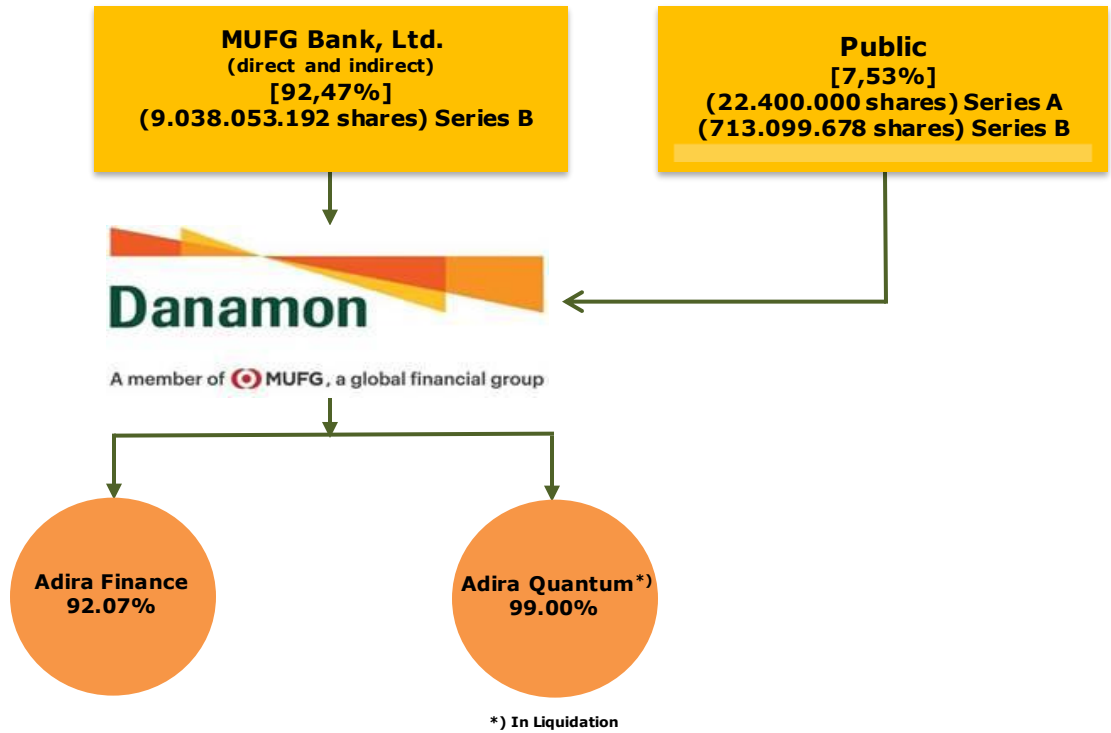 MUFG Bank, Ltd.
(direct and indirect)
[92,47%]
(9.038.053.192 shares) Series B
Public
[7,53%]
(22.400.000 shares) Series A
(713.099.678 shares) Series B
Danamon
A member of MUFG, a global financial group
Adira Finance
92.07%
Adira Quantum*)
99.00%
*) In Liquidation